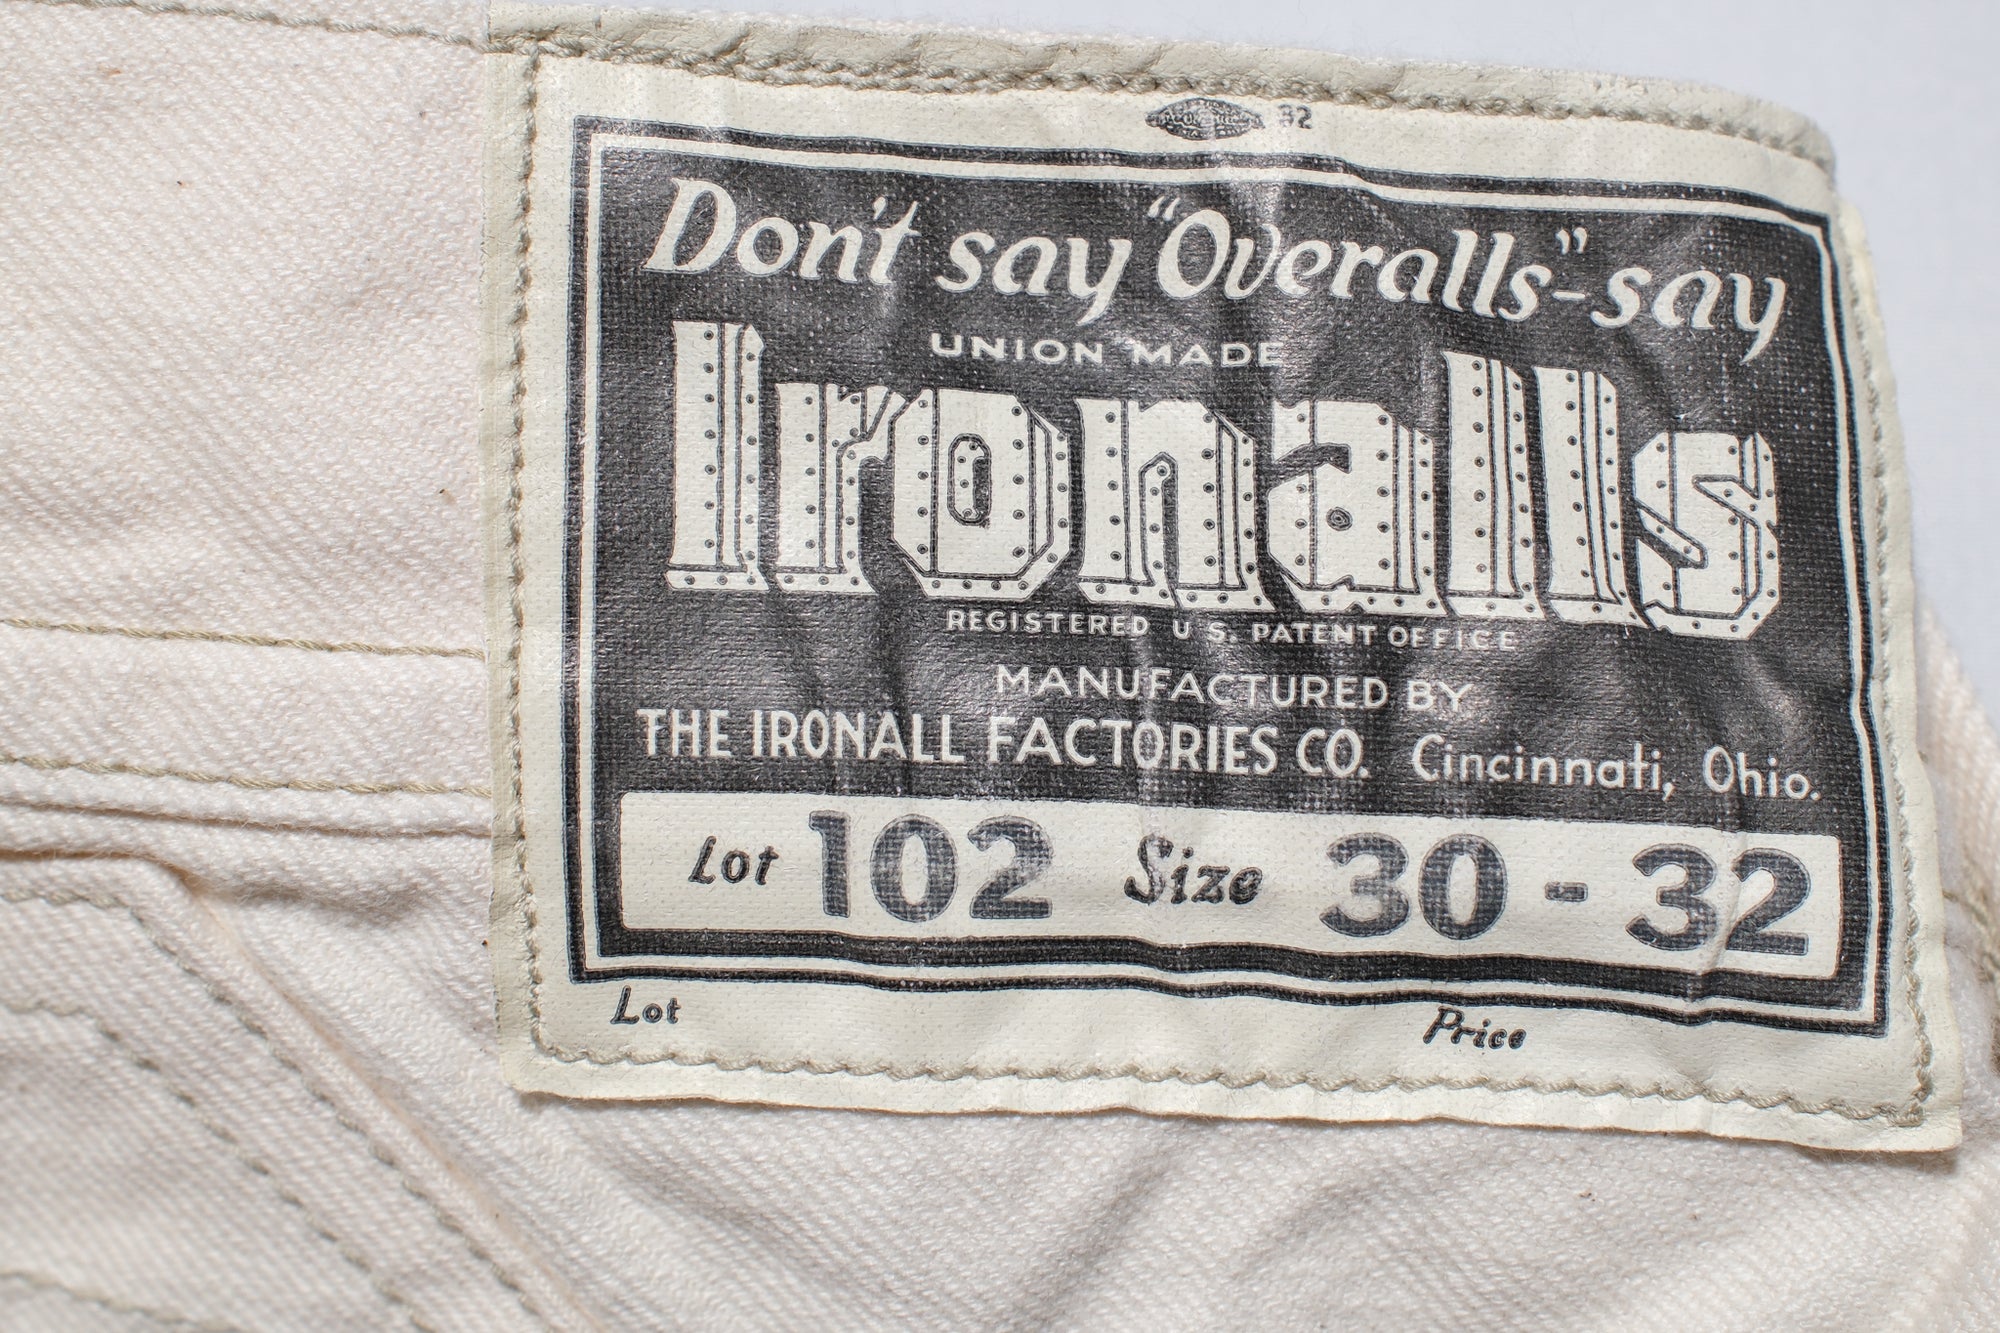 32
Don't say "Overalls"-say
UNION MADE
Ironalls
REGISTERED U S. PATENT OFFICE
MANUFACTURED BY
THE IRONALL FACTORIES CO. Cincinnati, Ohio.
Lot 102 Size 30 - 32
Lot Price